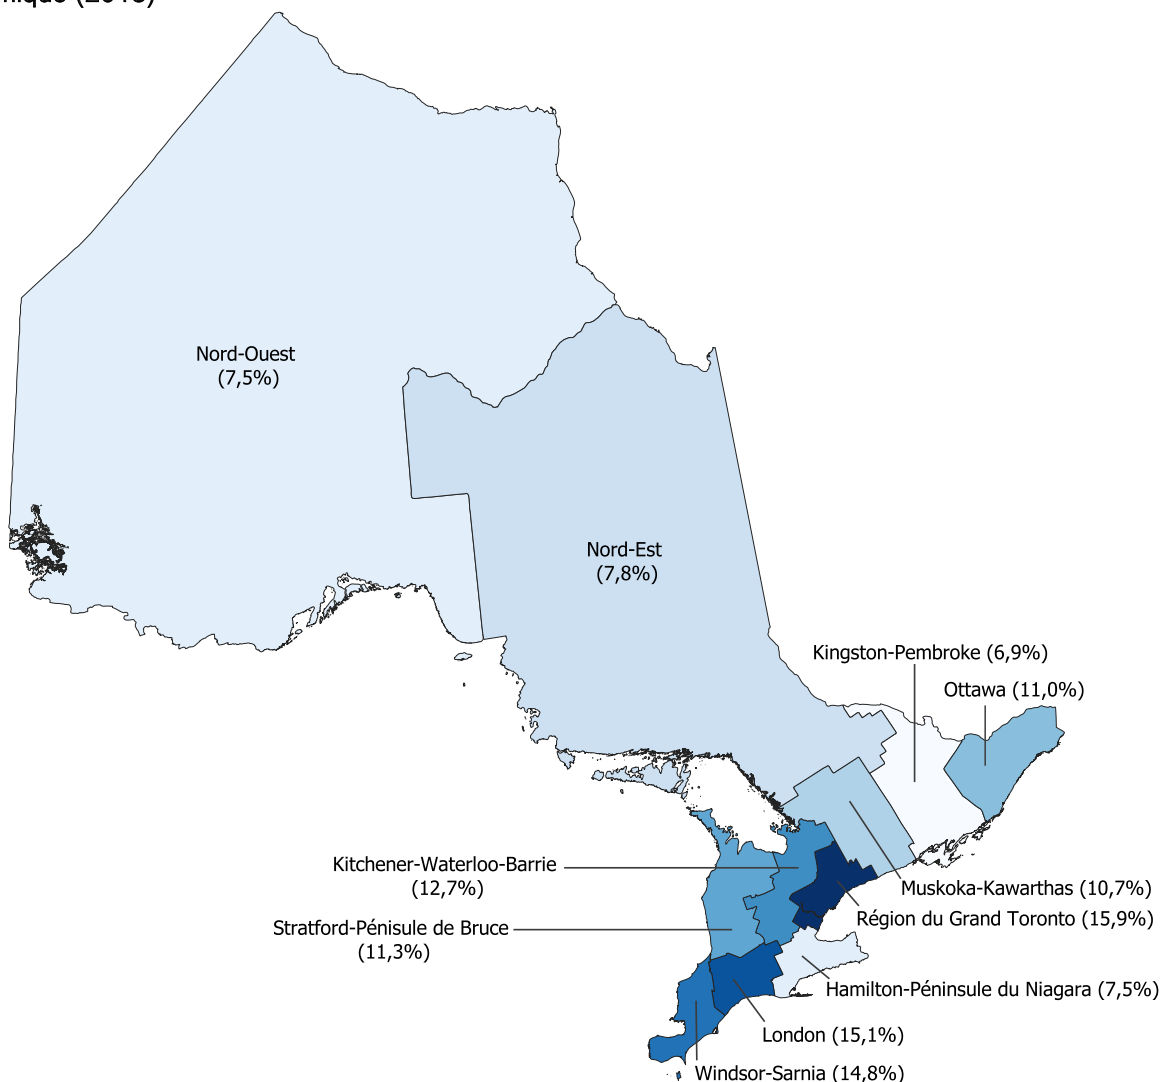 Nord-Ouest
(7,5%)
Nord-Est
(7,8%)
Kingston-Pembroke (6,9%)
Ottawa (11,0%)
Kitchener-Waterloo-Barrie
(12,7%)
Muskoka-Kawarthas (10,7%)
Région du Grand Toronto (15,9%)
Stratford-Pénisule de Bruce
(11,3%)
Hamilton-Péninsule du Niagara (7,5%)
London (15,1%)
Windsor-Sarnia (14,8%)